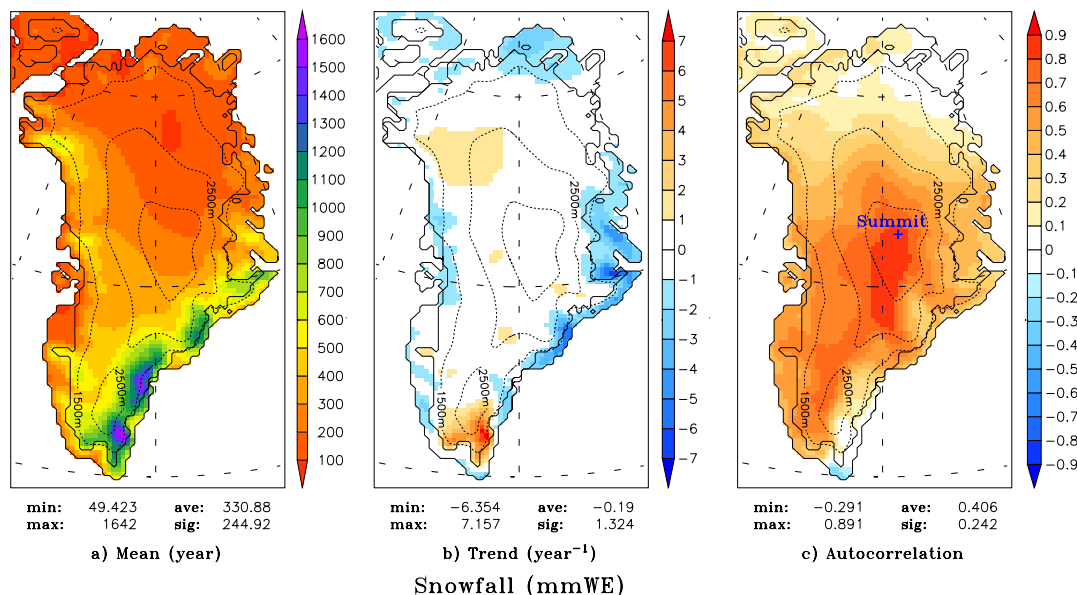 2500m
2500m
1500m
1600
1500
1400
1300
1200
1100
1000
900
800
700
600
500
400
300
200
100
min: 49.423 ave: 330.88
max: 1642 sig: 244.92
a) Mean (year)
2500m
2500m
1500m
7
6
5
4
3
2
1
0
−1
−2
−3
−4
−5
−6
−7
min: −6.354 ave: −0.19
max: 7.157 sig: 1.324
b) Trend (year⁻¹)
2500m
Summit
+
2500m
1500m
0.9
0.8
0.7
0.6
0.5
0.4
0.3
0.2
0.1
0
−0.1
−0.2
−0.3
−0.4
−0.5
−0.6
−0.7
−0.8
−0.9
min: −0.291 ave: 0.406
max: 0.891 sig: 0.242
c) Autocorrelation
Snowfall (mmWE)